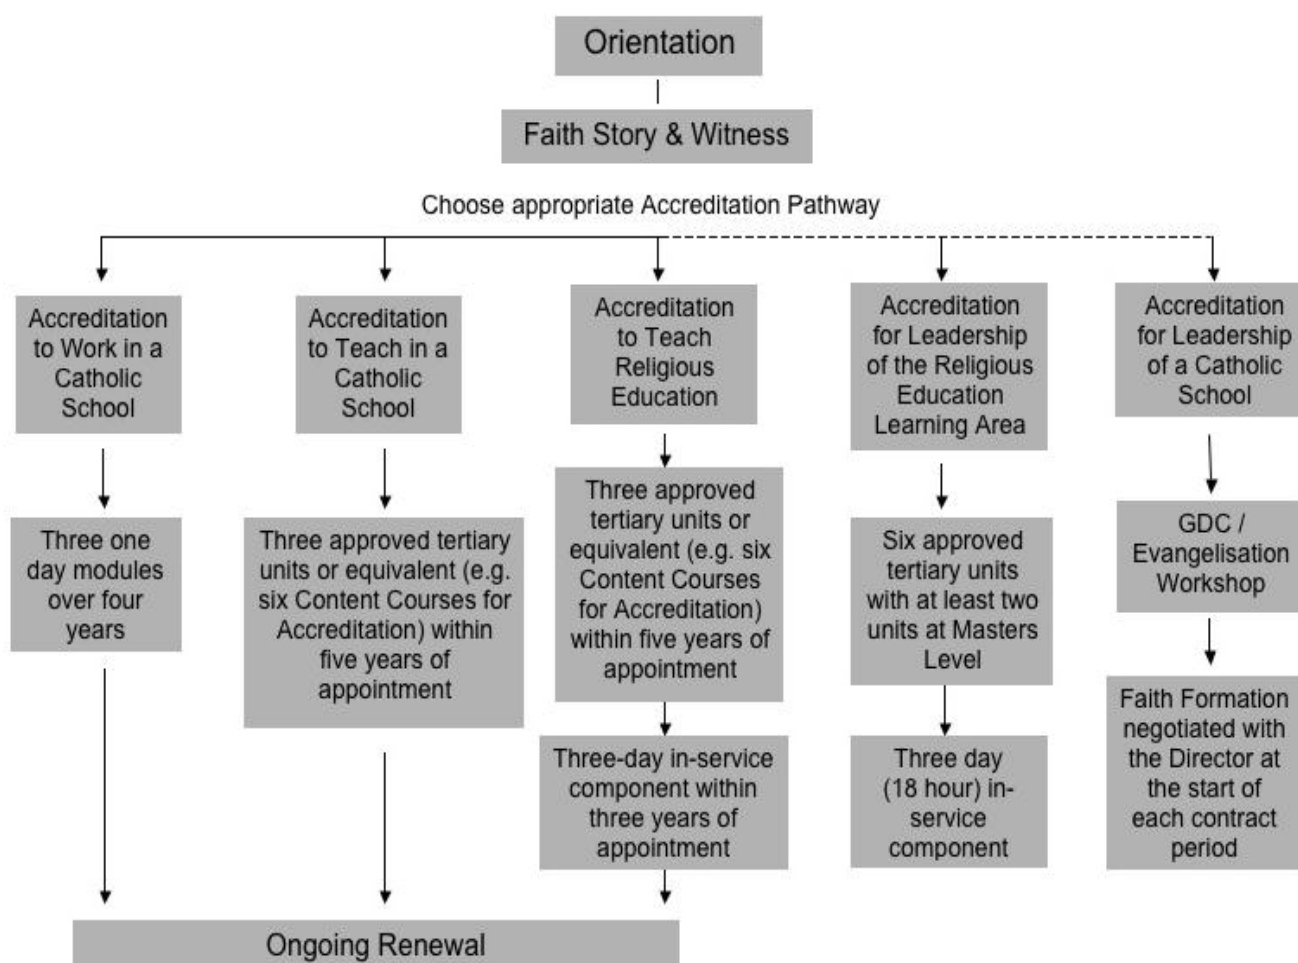 Orientation
Faith Story & Witness
Choose appropriate Accreditation Pathway
Accreditation
to Work in a
Catholic
School
Accreditation
to Teach in a
Catholic
School
Accreditation
to Teach
Religious
Education
Accreditation
for Leadership
of the Religious
Education
Learning Area
Accreditation
for Leadership
of a Catholic
School
Three one
day modules
over four
years
Three approved tertiary
units or equivalent (e.g.
six Content Courses for
Accreditation) within
five years of
appointment
Three approved
tertiary units or
equivalent (e.g. six
Content Courses
for Accreditation)
within five years of
appointment
Six approved
tertiary units
with at least two
units at Masters
Level
GDC /
Evangelisation
Workshop
Three-day in-service
component within
three years of
appointment
Three day
(18 hour) in-
service
component
Faith Formation
negotiated with
the Director at
the start of
each contract
period
Ongoing Renewal